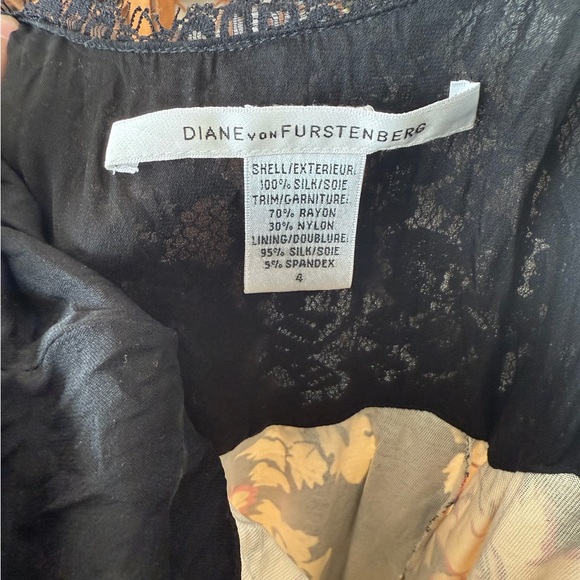 DIANE VON FURSTENBERG
SHELL/EXTERIEUR:
100% SILK/SOIE
TRIM/GARNITURE:
70% RAYON
30% NYLON
LINING/DOUBLURE:
95% SILK/SOIE
5% SPANDEX
4